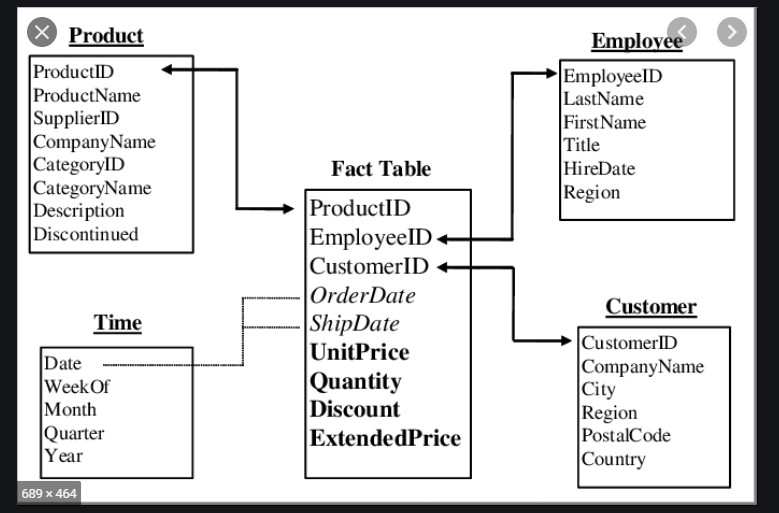 Product
ProductID
ProductName
SupplierID
CompanyName
CategoryID
CategoryName
Description
Discontinued
Employee
EmployeeID
LastName
FirstName
Title
HireDate
Region
Fact Table
ProductID
EmployeeID
CustomerID
OrderDate
ShipDate
UnitPrice
Quantity
Discount
ExtendedPrice
Time
Date
WeekOf
Month
Quarter
Year
Customer
CustomerID
CompanyName
City
Region
PostalCode
Country
689 × 464